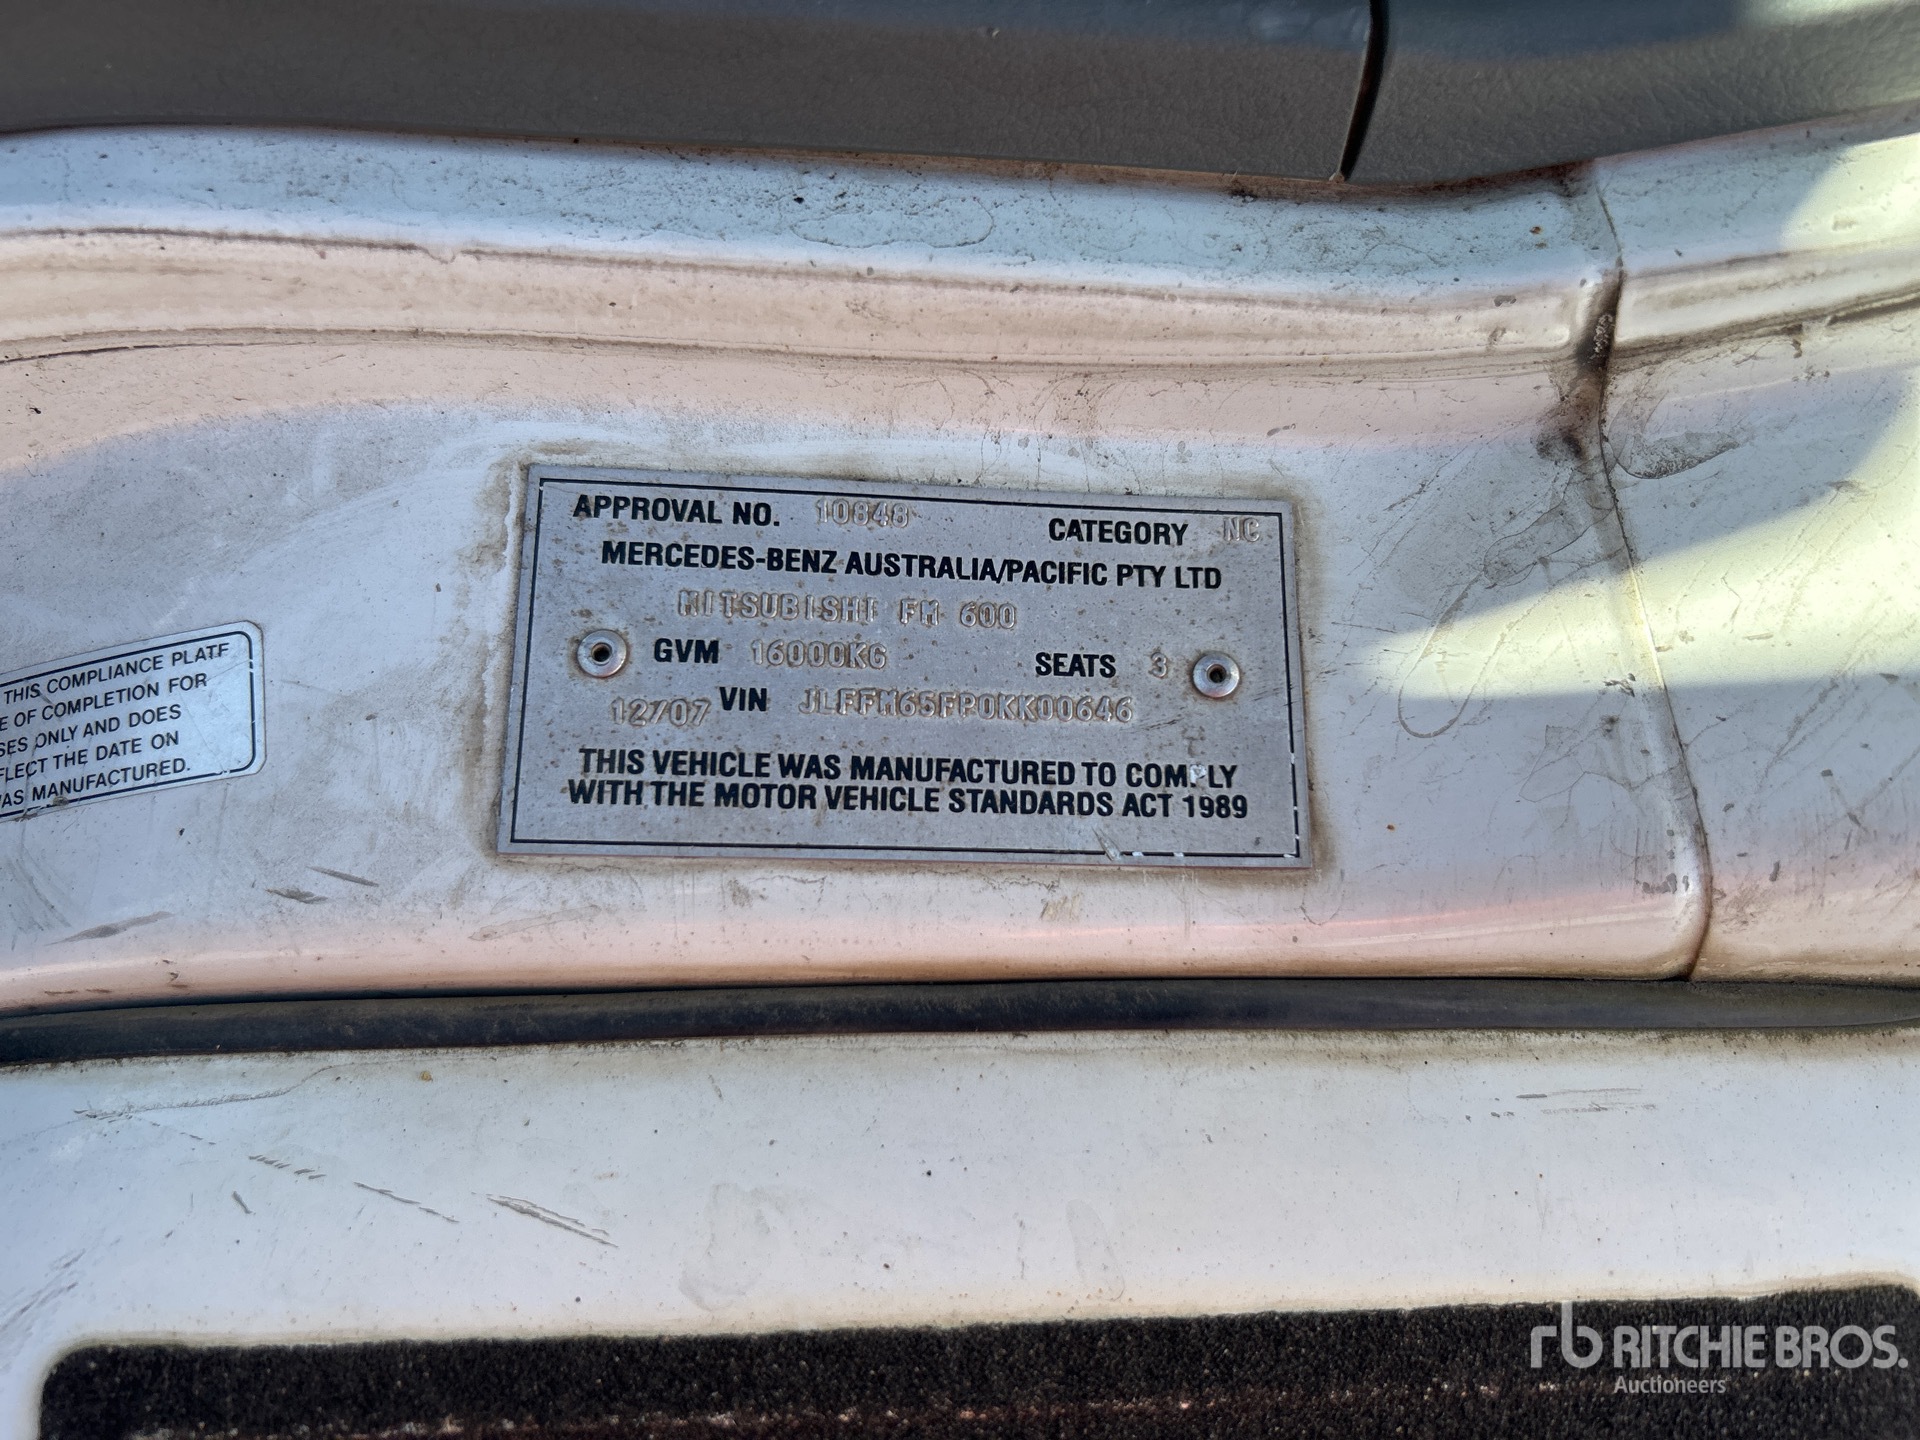 THIS COMPLIANCE PLATE
E OF COMPLETION FOR
SES ONLY AND DOES
FLECT THE DATE ON
AS MANUFACTURED.
APPROVAL NO. 10848 CATEGORY NC
MERCEDES-BENZ AUSTRALIA/PACIFIC PTY LTD
MITSUBISHI FM 600
GVM 16000KG SEATS 3
12/07 VIN JLFFM65FP0KK00646
THIS VEHICLE WAS MANUFACTURED TO COMPLY
WITH THE MOTOR VEHICLE STANDARDS ACT 1989
rb RITCHIE BROS.
Auctioneers